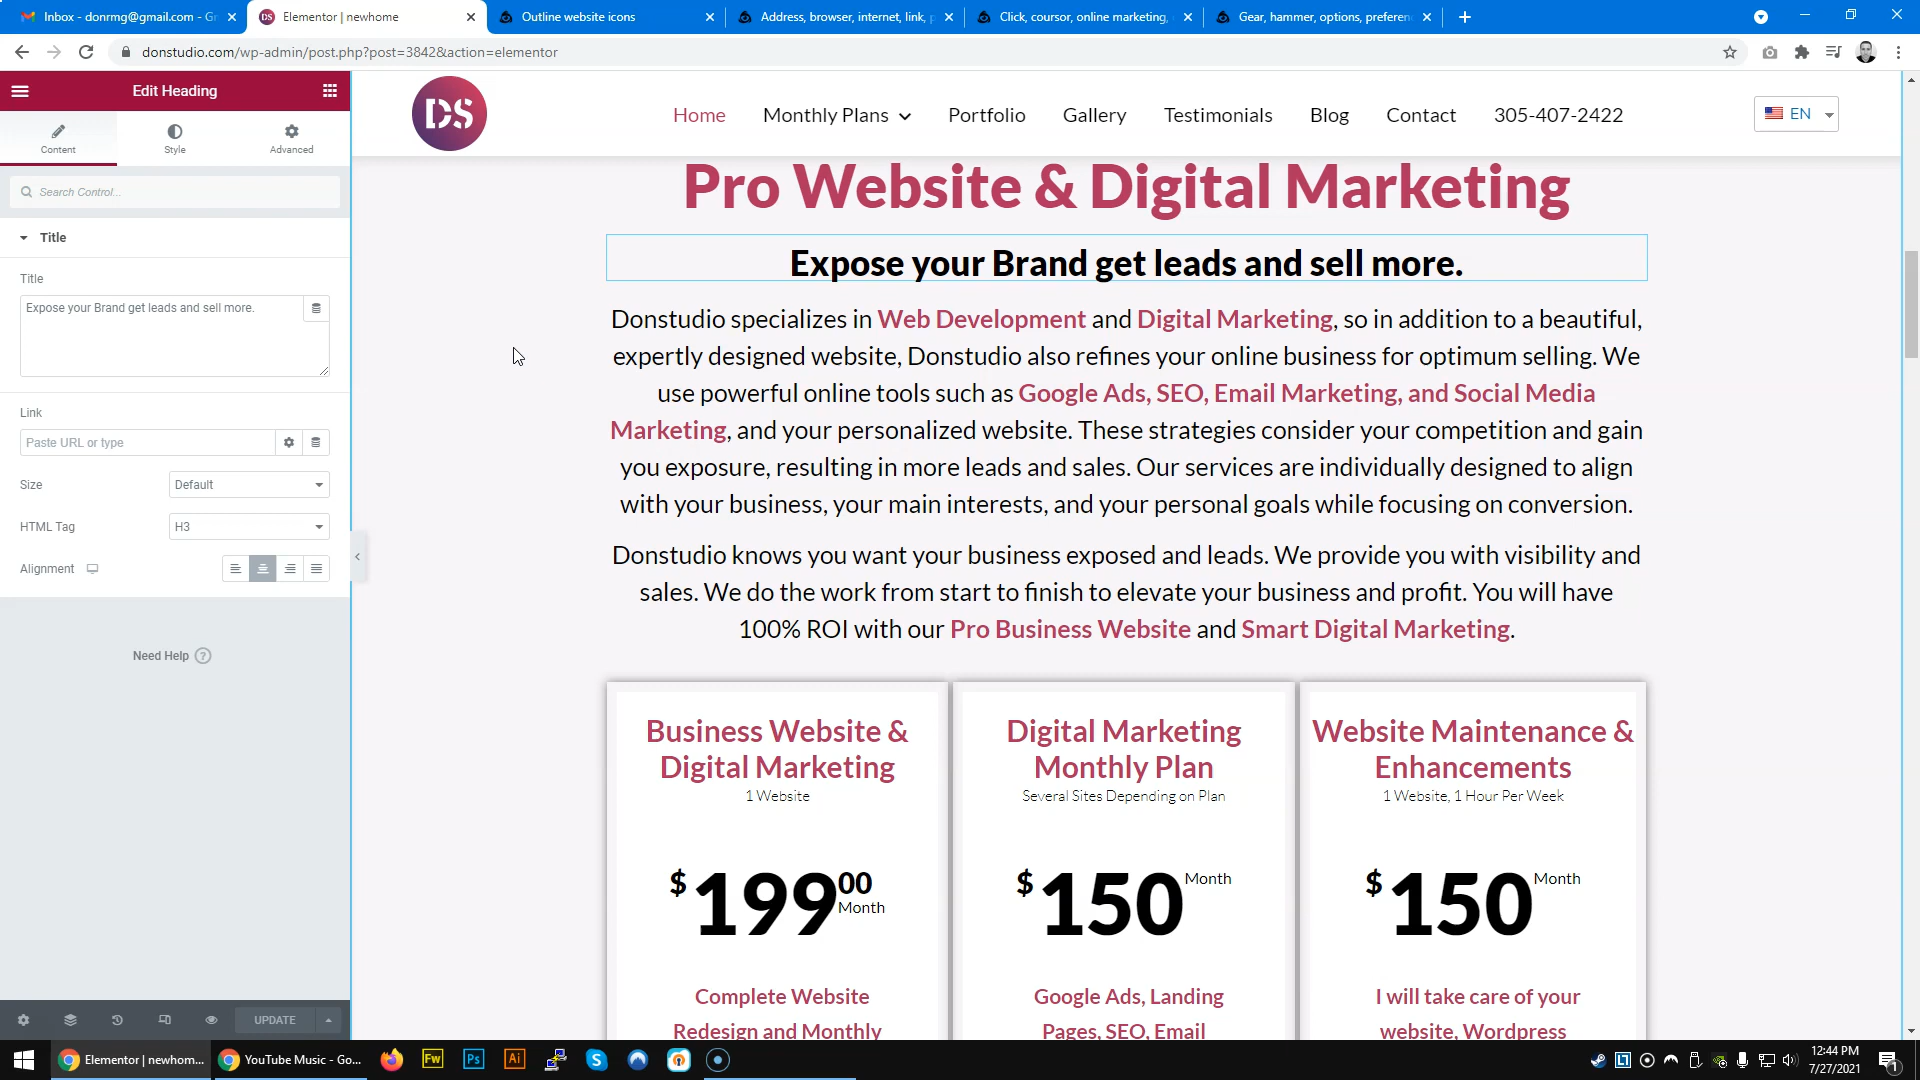 Inbox - donrmg@gmail.com - Gr
Elementor | newhome
Outline website icons
Address, browser, internet, link, p
Click, coursor, online marketing,
Gear, hammer, options, preferen
donstudio.com/wp-admin/post.php?post=3842&action=elementor
Edit Heading
Content
Style
Advanced
Search Control...
Title
Title
Expose your Brand get leads and sell more.
Link
Paste URL or type
Size
Default
HTML Tag
H3
Alignment
Need Help ?
UPDATE
DS
Home
Monthly Plans
Portfolio
Gallery
Testimonials
Blog
Contact
305-407-2422
EN
Pro Website & Digital Marketing
Expose your Brand get leads and sell more.
Donstudio specializes in Web Development and Digital Marketing, so in addition to a beautiful,
expertly designed website, Donstudio also refines your online business for optimum selling. We
use powerful online tools such as Google Ads, SEO, Email Marketing, and Social Media
Marketing, and your personalized website. These strategies consider your competition and gain
you exposure, resulting in more leads and sales. Our services are individually designed to align
with your business, your main interests, and your personal goals while focusing on conversion.
Donstudio knows you want your business exposed and leads. We provide you with visibility and
sales. We do the work from start to finish to elevate your business and profit. You will have
100% ROI with our Pro Business Website and Smart Digital Marketing.
Business Website &
Digital Marketing
1 Website
$ 199 00
Month
Complete Website
Redesign and Monthly
Digital Marketing
Monthly Plan
Several Sites Depending on Plan
$ 150 Month
Google Ads, Landing
Pages, SEO, Email
Website Maintenance &
Enhancements
1 Website, 1 Hour Per Week
$ 150 Month
I will take care of your
website, Wordpress
Elementor | newhom...
YouTube Music - Go...
Fw
Ps
Ai
12:44 PM
7/27/2021
1